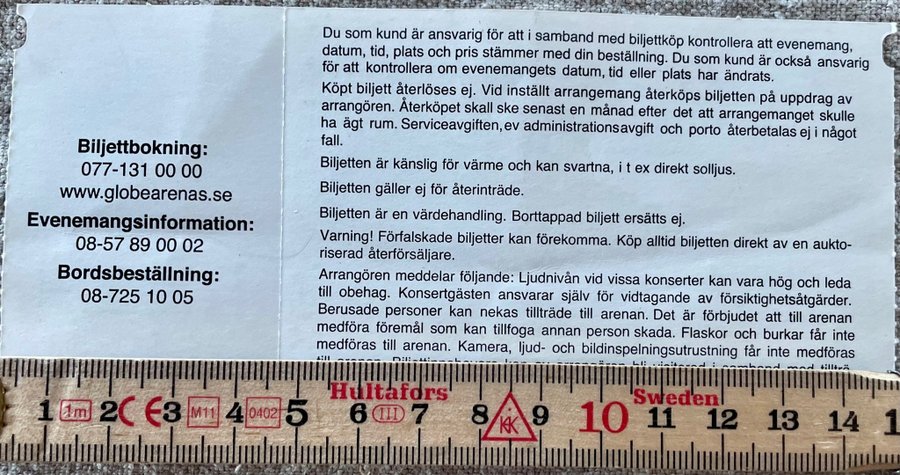 Biljettbokning:
077-131 00 00
www.globearenas.se
Evenemangsinformation:
08-57 89 00 02
Bordsbeställning:
08-725 10 05
Du som kund är ansvarig för att i samband med biljettköp kontrollera att evenemang,
datum, tid, plats och pris stämmer med din beställning. Du som kund är också ansvarig
för att kontrollera om evenemangets datum, tid eller plats har ändrats.
Köpt biljett återlöses ej. Vid inställt arrangemang återköps biljetten på uppdrag av
arrangören. Återköpet skall ske senast en månad efter det att arrangemanget skulle
ha ägt rum. Serviceavgiften, ev administrationsavgift och porto återbetalas ej i något
fall.
Biljetten är känslig för värme och kan svartna, i t ex direkt solljus.
Biljetten gäller ej för återinträde.
Biljetten är en värdehandling. Borttappad biljett ersätts ej.
Varning! Förfalskade biljetter kan förekomma. Köp alltid biljetten direkt av en aukto-
riserad återförsäljare.
Arrangören meddelar följande: Ljudnivån vid vissa konserter kan vara hög och leda
till obehag. Konsertgästen ansvarar själv för vidtagande av försiktighetsåtgärder.
Berusade personer kan nekas tillträde till arenan. Det är förbjudet att till arenan
medföra föremål som kan tillfoga annan person skada. Flaskor och burkar får inte
medföras till arenan. Kamera, ljud- och bildinspelningsutrustning får inte medföras
Hultafors Sweden
1 1m 2 CE 3 M11 4 0402 5 6 III 7 8 KK 9 10 11 12 13 14